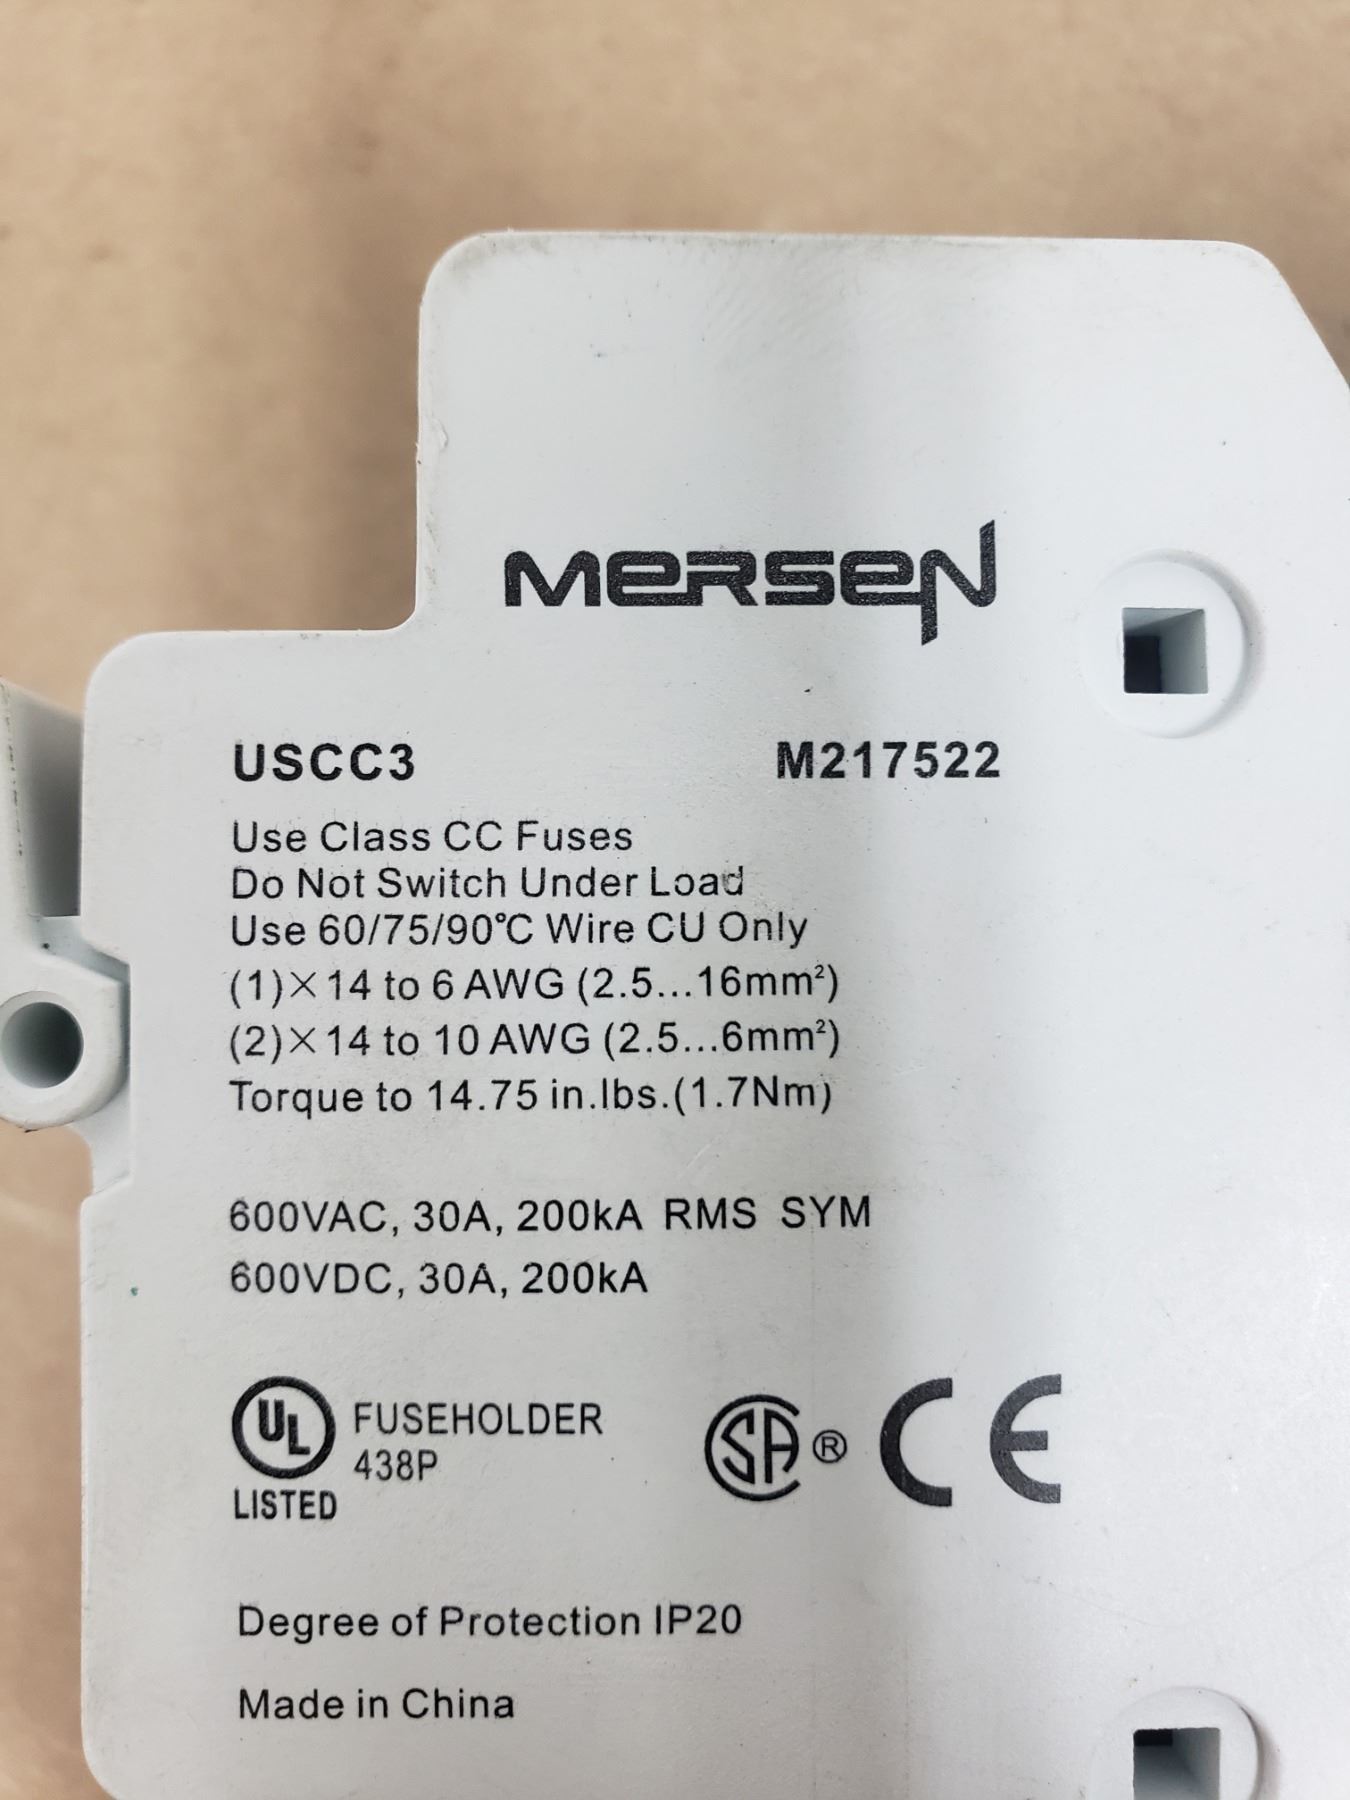 MERSEN
USCC3 M217522
Use Class CC Fuses
Do Not Switch Under Load
Use 60/75/90℃ Wire CU Only
(1)×14 to 6 AWG (2.5...16mm²)
(2)×14 to 10 AWG (2.5...6mm²)
Torque to 14.75 in.lbs.(1.7Nm)
600VAC, 30A, 200kA RMS SYM
600VDC, 30A, 200kA
UL FUSEHOLDER
438P
LISTED
SA® CE
Degree of Protection IP20
Made in China